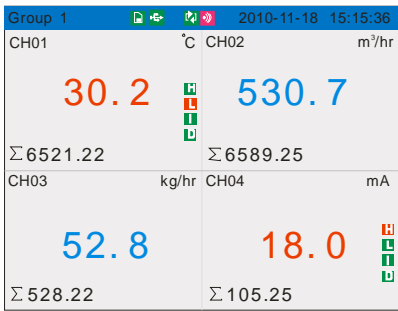 Group 1 2010-11-18 15:15:36
CH01 °C
30.2
H
L
I
D
Σ6521.22
CH02 m³/hr
530.7
Σ6589.25
CH03 kg/hr
52.8
Σ528.22
CH04 mA
18.0
H
L
I
D
Σ105.25